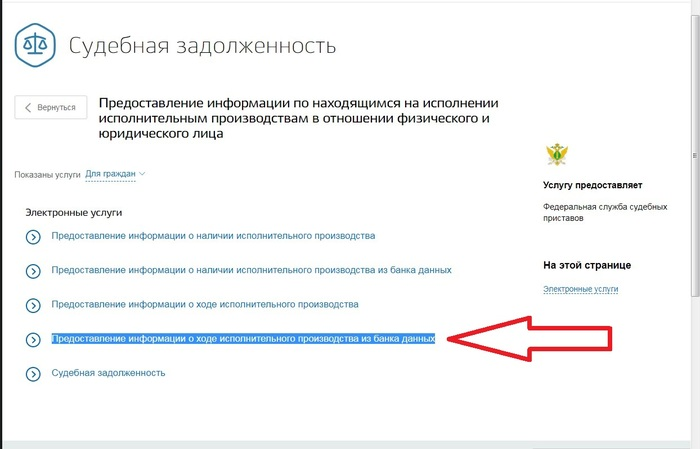 Судебная задолженность
Вернуться
Предоставление информации по находящимся на исполнении
исполнительным производствам в отношении физического и
юридического лица
Показаны услуги Для граждан
Электронные услуги
Предоставление информации о наличии исполнительного производства
Предоставление информации о наличии исполнительного производства из банка данных
Предоставление информации о ходе исполнительного производства
Предоставление информации о ходе исполнительного производства из банка данных
Судебная задолженность
Услугу предоставляет
Федеральная служба судебных
приставов
На этой странице
Электронные услуги